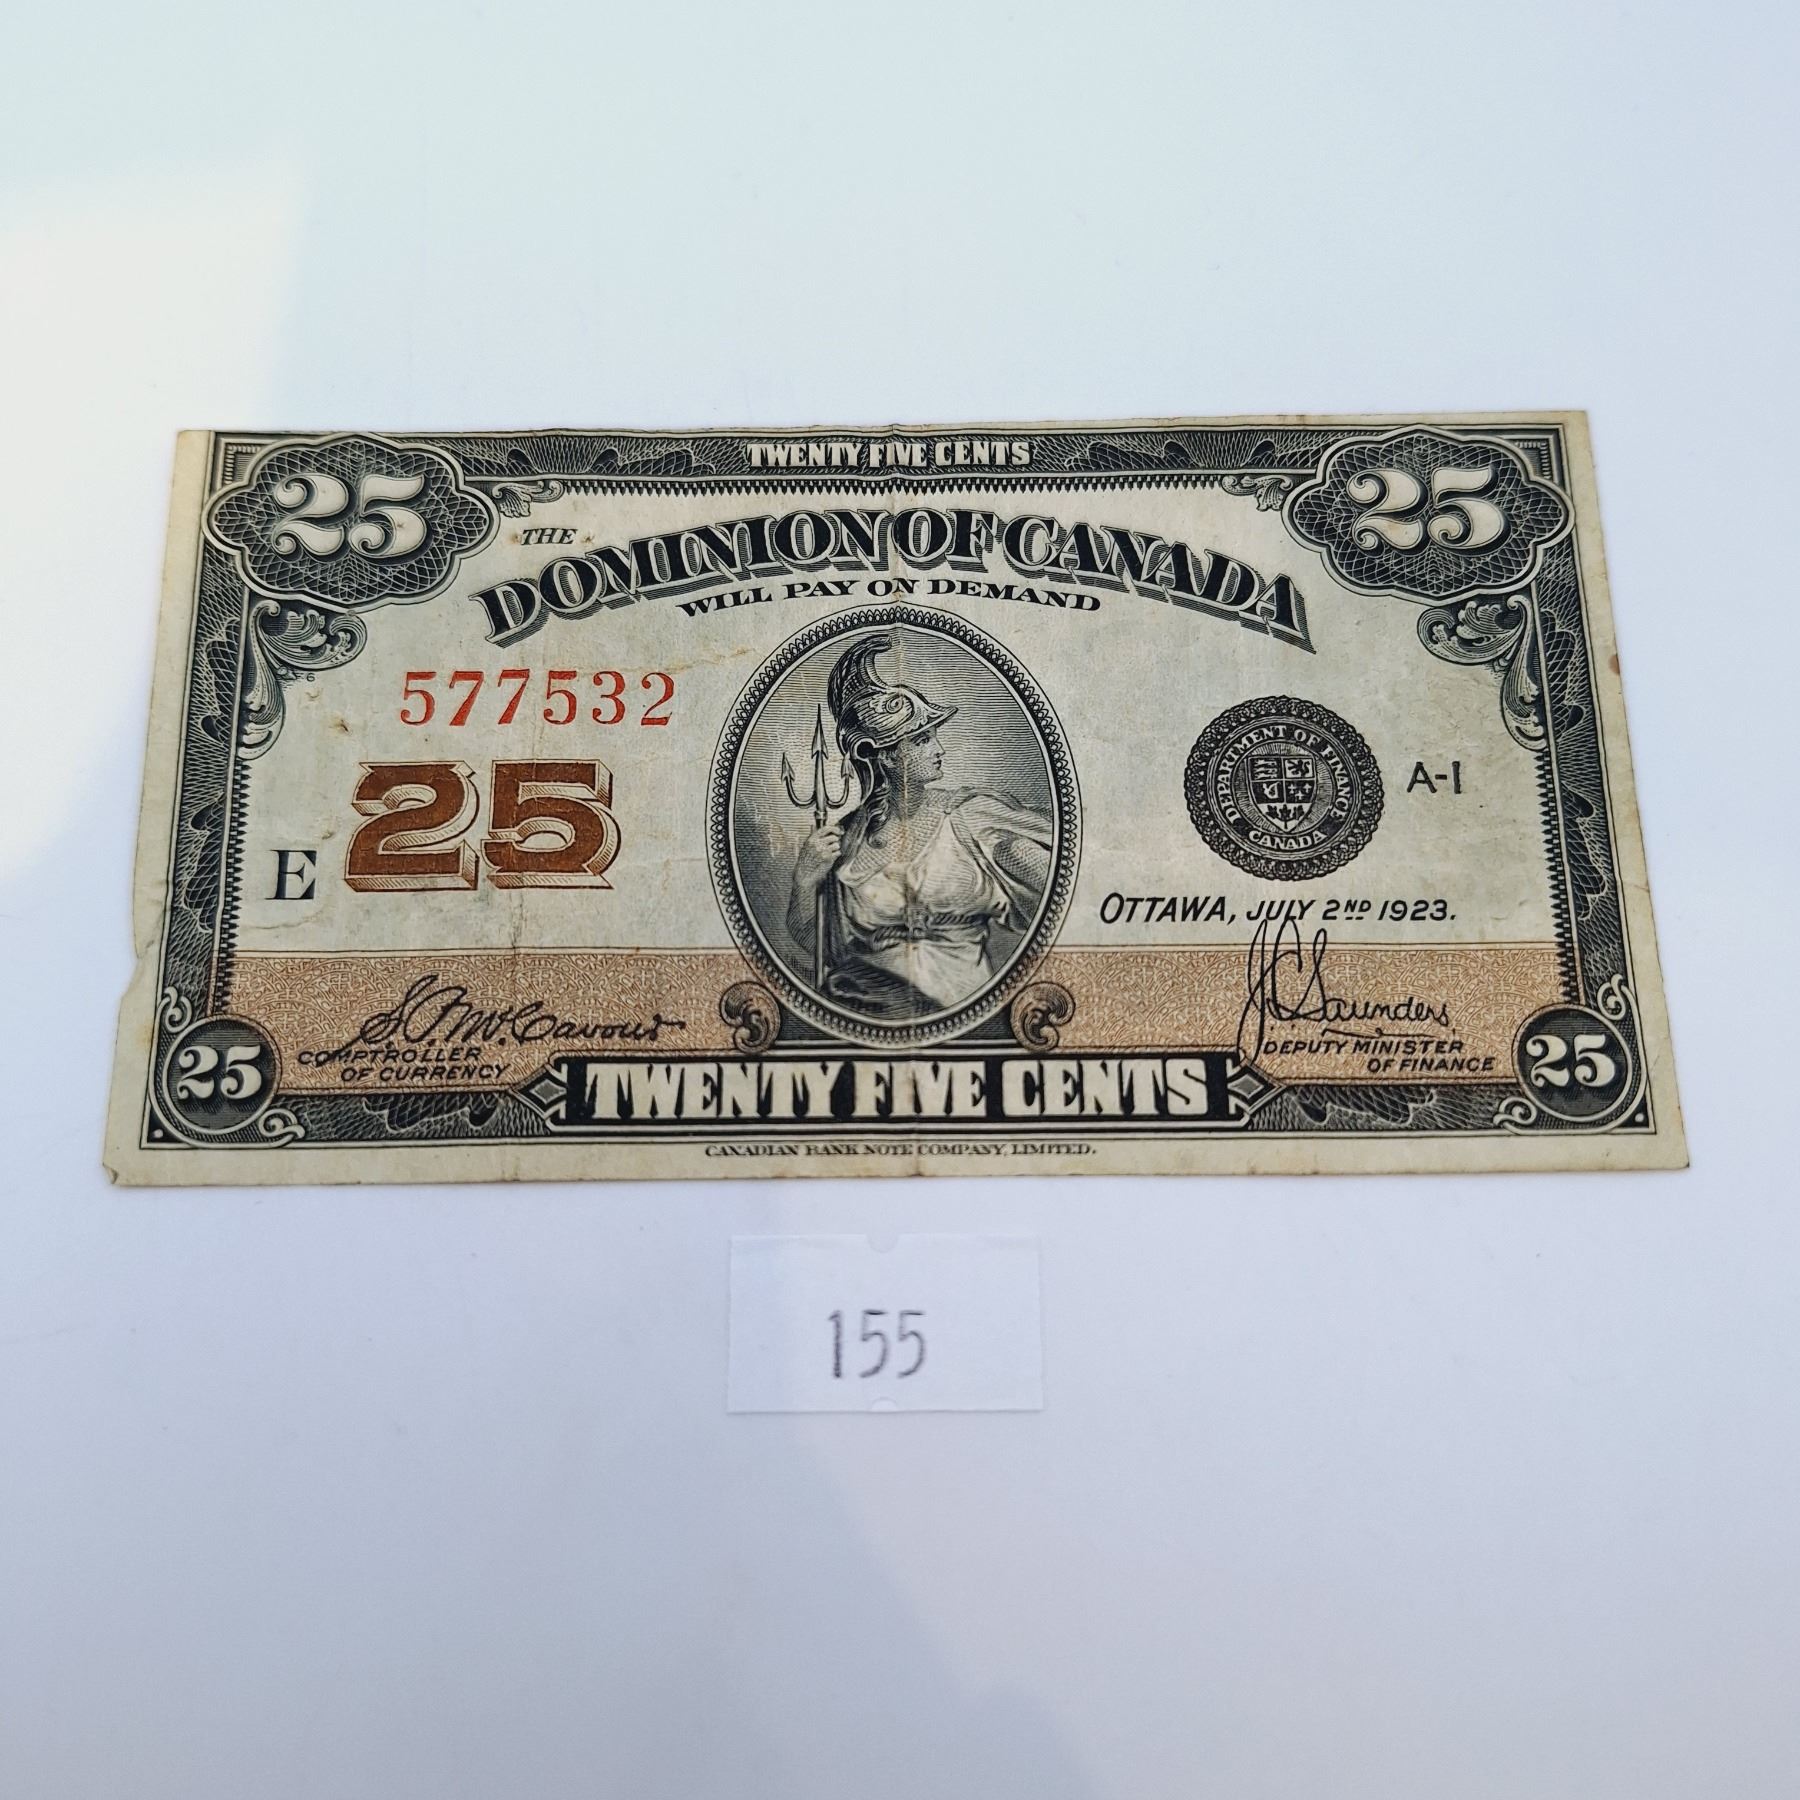 TWENTY FIVE CENTS
25 25
THE
DOMINION OF CANADA
WILL PAY ON DEMAND
577532
25
E
DEPARTMENT OF FINANCE
CANADA
A-1
OTTAWA, JULY 2ND 1923.
J C Saunders
COMPTROLLER
OF CURRENCY
DEPUTY MINISTER
OF FINANCE
25 25
TWENTY FIVE CENTS
CANADIAN BANK NOTE COMPANY, LIMITED.
155